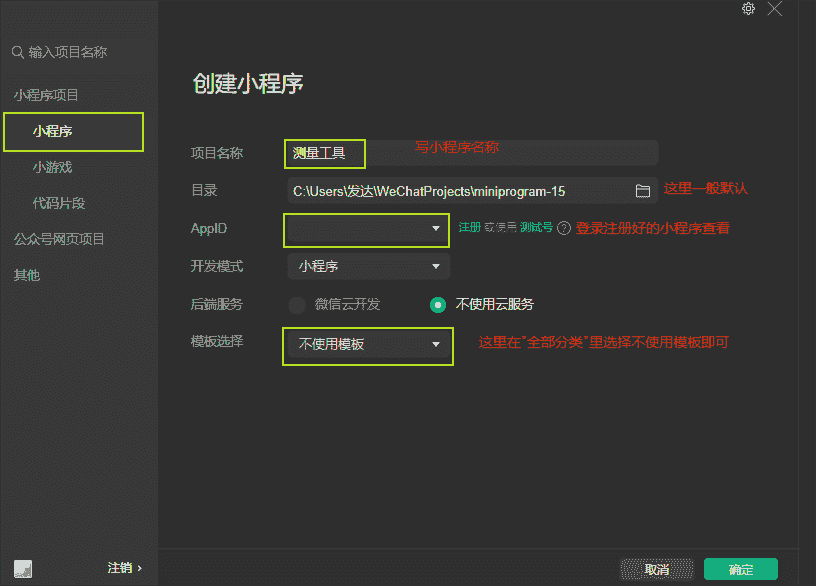 输入项目名称
小程序项目
小程序
小游戏
代码片段
公众号网页项目
其他
注销 ›
创建小程序
项目名称 测量工具 写小程序名称
目录 C:\Users\发达\WeChatProjects\miniprogram-15 这里一般默认
AppID 注册 或使用 测试号 ? 登录注册好的小程序查看
开发模式 小程序
后端服务 微信云开发 不使用云服务
模板选择 不使用模板 这里在"全部分类"里选择不使用模板即可
取消 确定